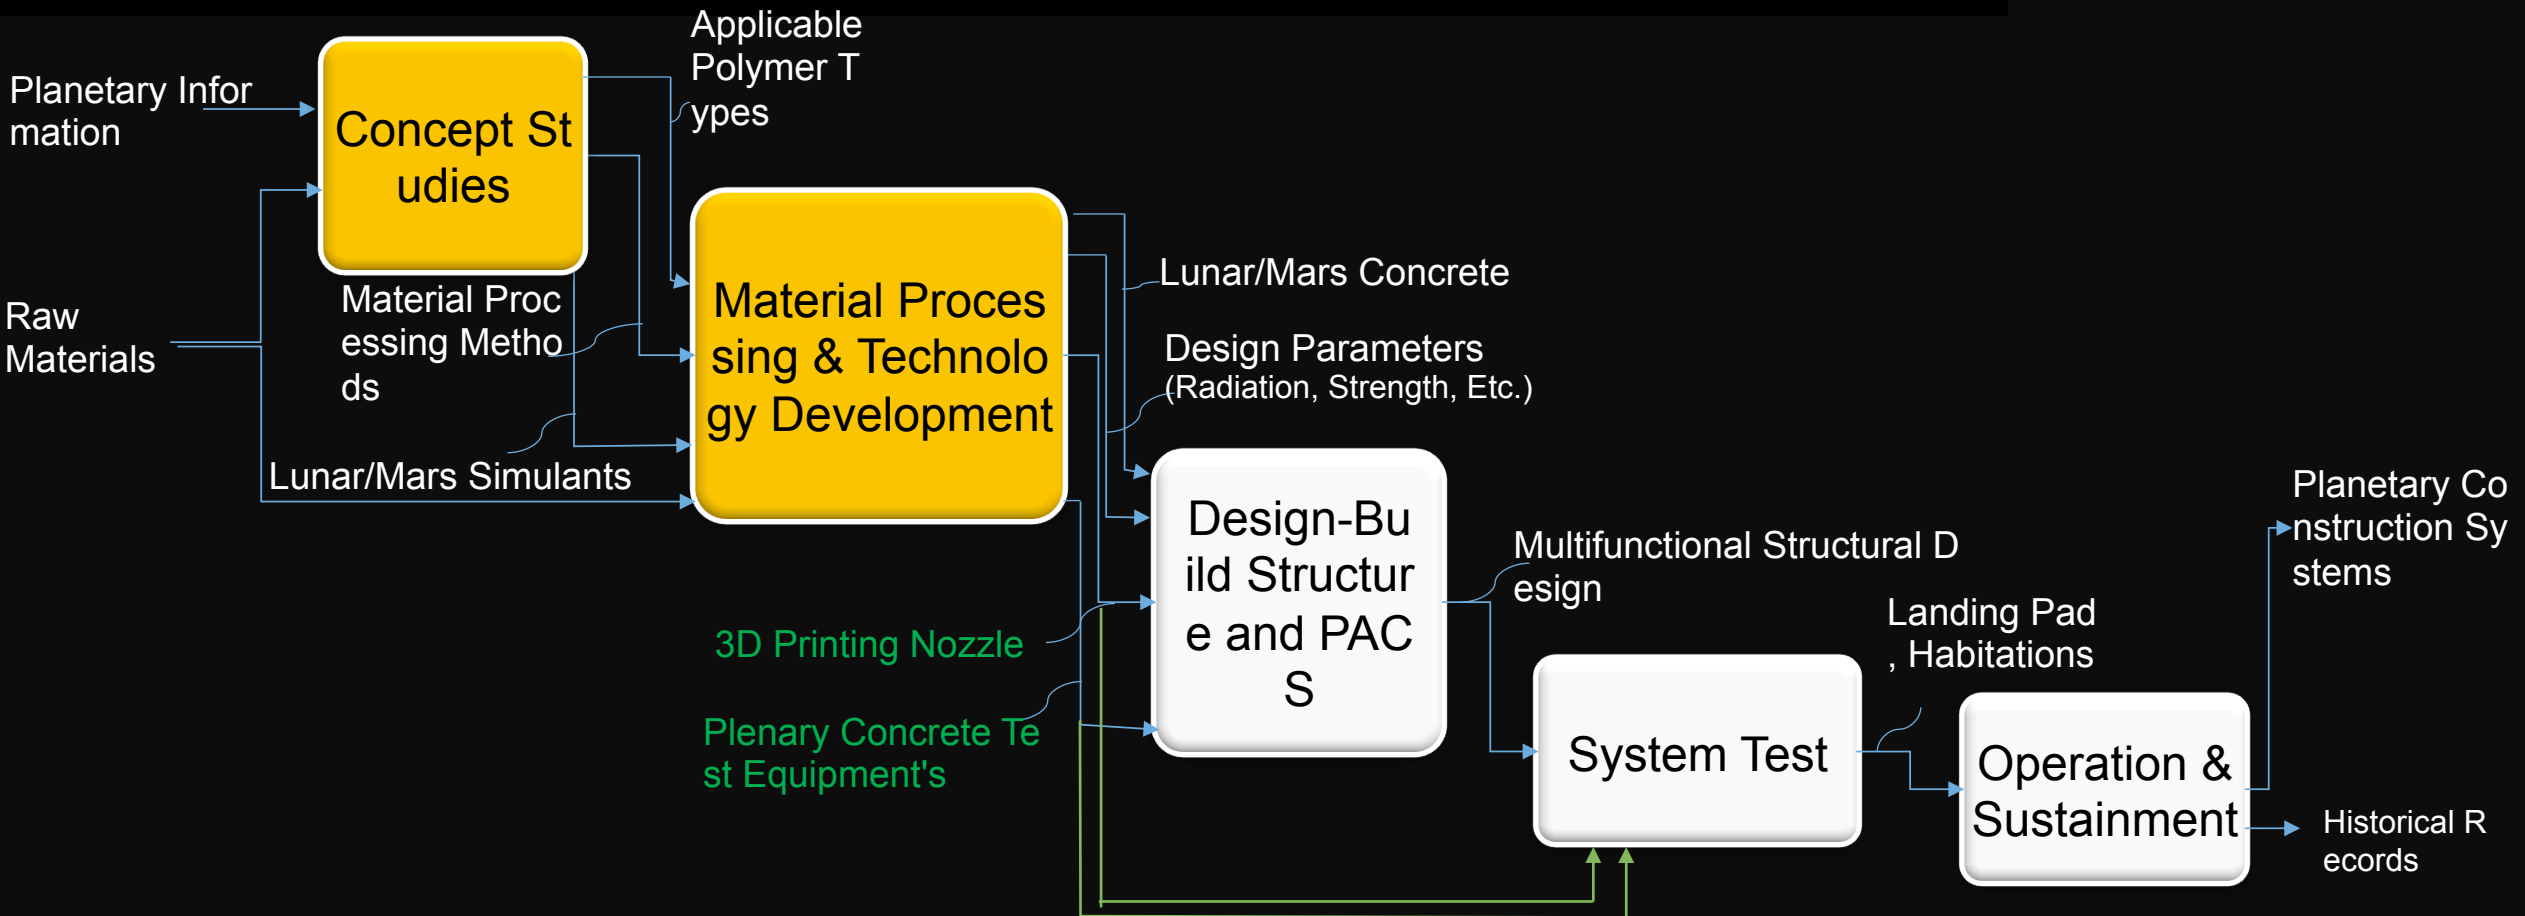 Applicable
Polymer T
ypes
Planetary Infor
mation
Concept St
udies
Raw
Materials
Material Proc
essing Metho
ds
Lunar/Mars Simulants
Material Proces
sing & Technolo
gy Development
Lunar/Mars Concrete
Design Parameters
(Radiation, Strength, Etc.)
3D Printing Nozzle
Plenary Concrete Te
st Equipment's
Design-Bu
ild Structur
e and PAC
S
Multifunctional Structural D
esign
System Test
Landing Pad
, Habitations
Operation &
Sustainment
Planetary Co
nstruction Sy
stems
Historical R
ecords